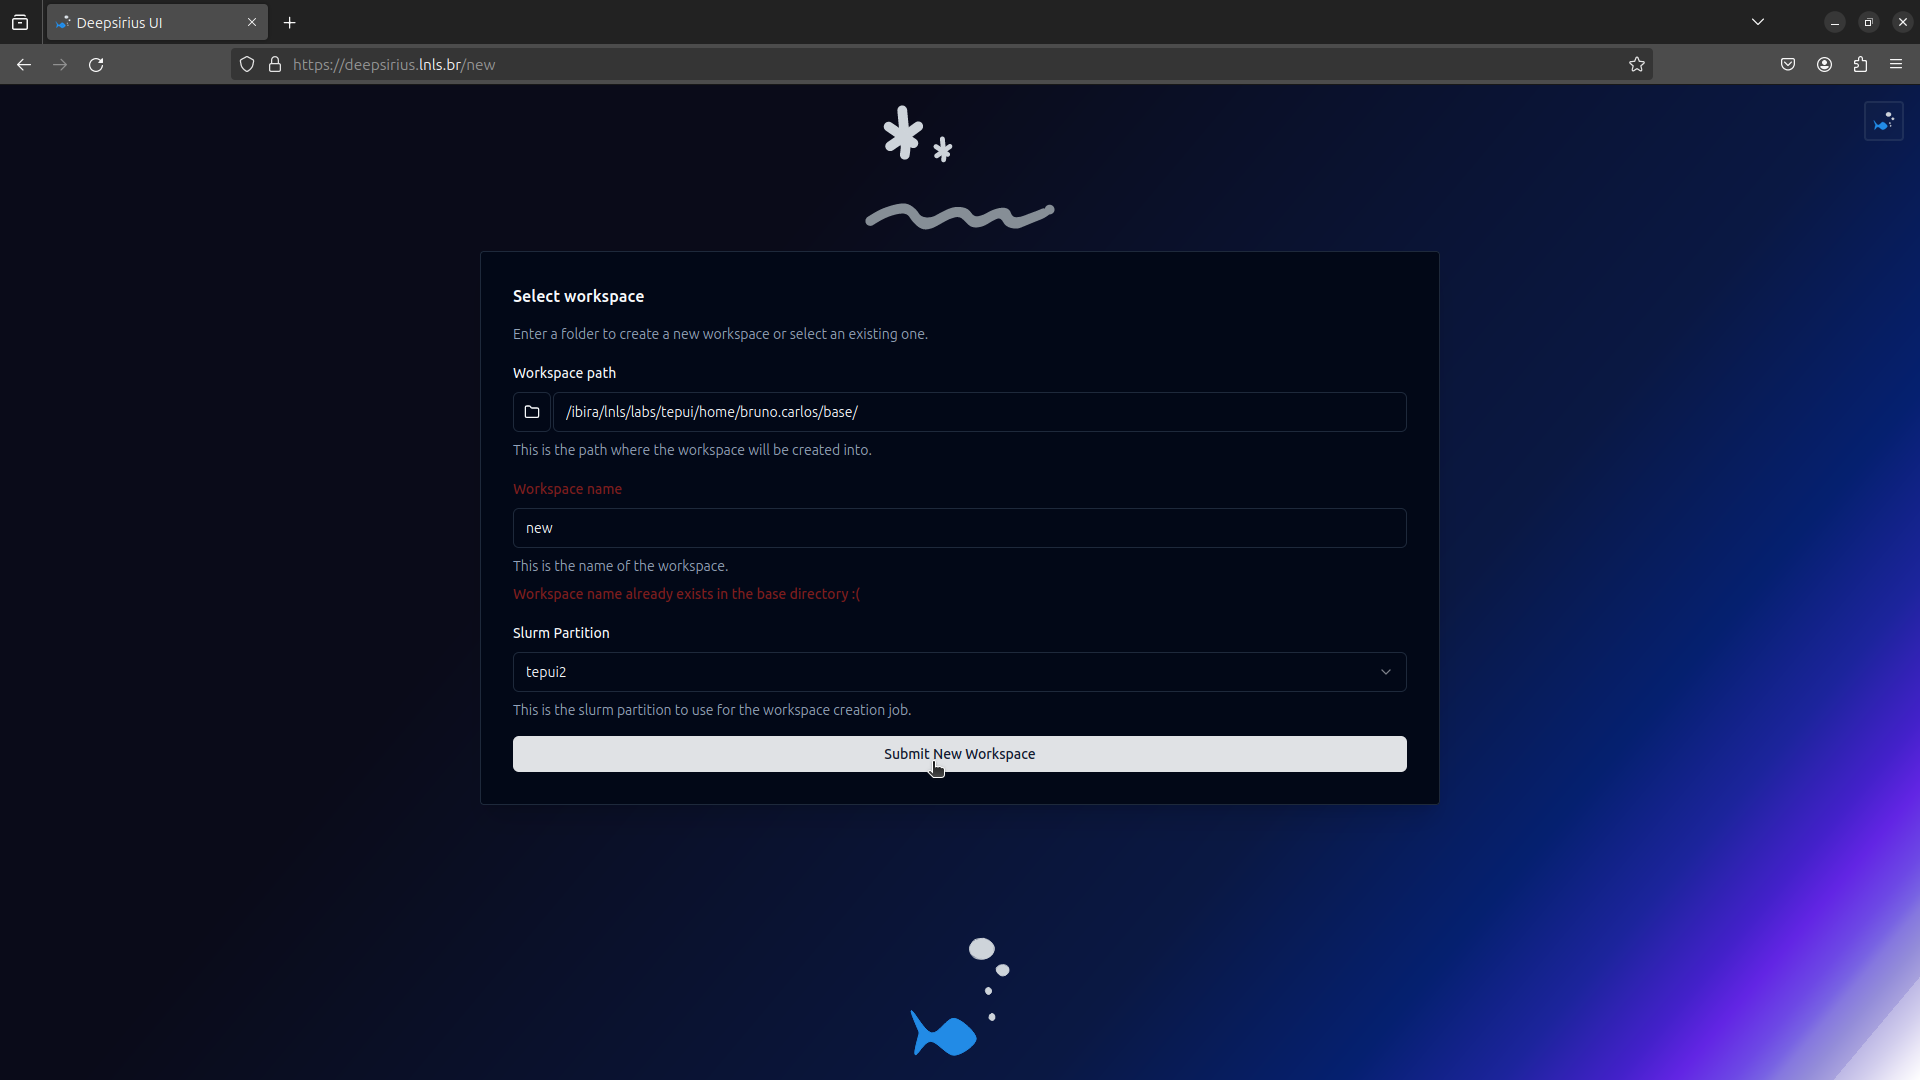 Deepsirius UI
https://deepsirius.lnls.br/new
Select workspace
Enter a folder to create a new workspace or select an existing one.
Workspace path
/ibira/lnls/labs/tepui/home/bruno.carlos/base/
This is the path where the workspace will be created into.
Workspace name
new
This is the name of the workspace.
Workspace name already exists in the base directory :(
Slurm Partition
tepui2
This is the slurm partition to use for the workspace creation job.
Submit New Workspace